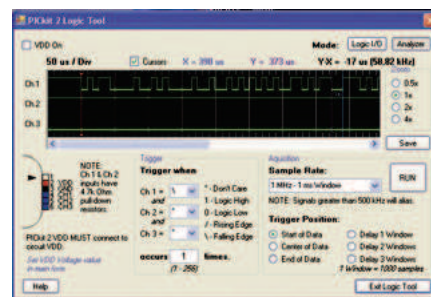 PICkit 2 Logic Tool
VDD On
Mode: Logic I/O Analyzer
50 us / Div
Cursors X = 390 us Y = 373 us Y-X = -17 us (58.82 kHz)
Zoom
Ch 1
Ch 2
Ch 3
0.5x
1x
2x
4x
Save
NOTE:
Ch 1 & Ch 2
inputs have
4.7k Ohm
pull-down
resistors.
VDD
PICkit 2 VDD MUST connect to
circuit VDD.
Set VDD Voltage value
in main form
Trigger
Trigger when
Ch 1 = \
and
Ch 2 = *
and
Ch 3 = *
* - Don't Care
1 - Logic High
0 - Logic Low
/ - Rising Edge
\ - Falling Edge
occurs 1 times.
(1 - 256)
Aquisition
Sample Rate:
1 MHz - 1 ms Window
RUN
NOTE: Signals greater than 500 kHz will alias.
Trigger Position:
Start of Data
Center of Data
End of Data
Delay 1 Window
Delay 2 Windows
Delay 3 Windows
1 Window = 1000 samples
Help
Exit Logic Tool